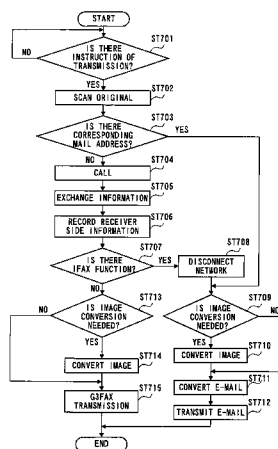 START
ST701
NO
IS THERE
INSTRUCTION OF
TRANSMISSION?
YES
ST702
SCAN ORIGINAL
ST703
IS THERE
CORRESPONDING
MAIL ADDRESS?
YES
NO
ST704
CALL
ST705
EXCHANGE INFORMATION
ST706
RECORD RECEIVER
SIDE INFORMATION
ST707
IS THERE
IFAX FUNCTION?
YES
ST708
DISCONNECT
NETWORK
NO
ST713
NO
IS IMAGE
CONVERSION
NEEDED?
ST709
IS IMAGE
CONVERSION
NEEDED?
NO
YES
ST714
CONVERT IMAGE
YES
ST710
CONVERT IMAGE
ST715
G3FAX
TRANSMISSION
ST711
CONVERT E-MAIL
ST712
TRANSMIT E-MAIL
END